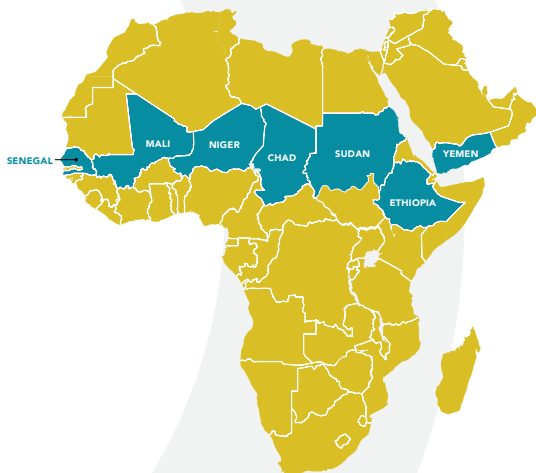 MALI
NIGER
CHAD
SUDAN
YEMEN
SENEGAL
ETHIOPIA